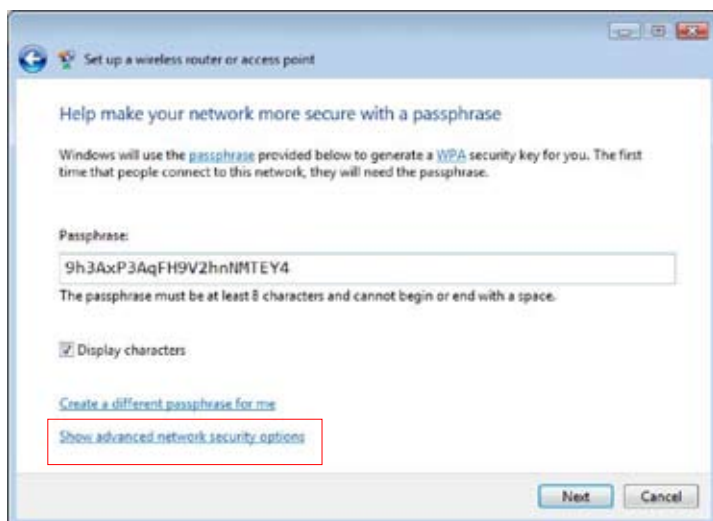 Set up a wireless router or access point
Help make your network more secure with a passphrase
Windows will use the passphrase provided below to generate a WPA security key for you. The first
time that people connect to this network, they will need the passphrase.
Passphrase:
9h3AxP3AqFH9V2hnNMTEY4
The passphrase must be at least 8 characters and cannot begin or end with a space.
Display characters
Create a different passphrase for me
Show advanced network security options
Next Cancel